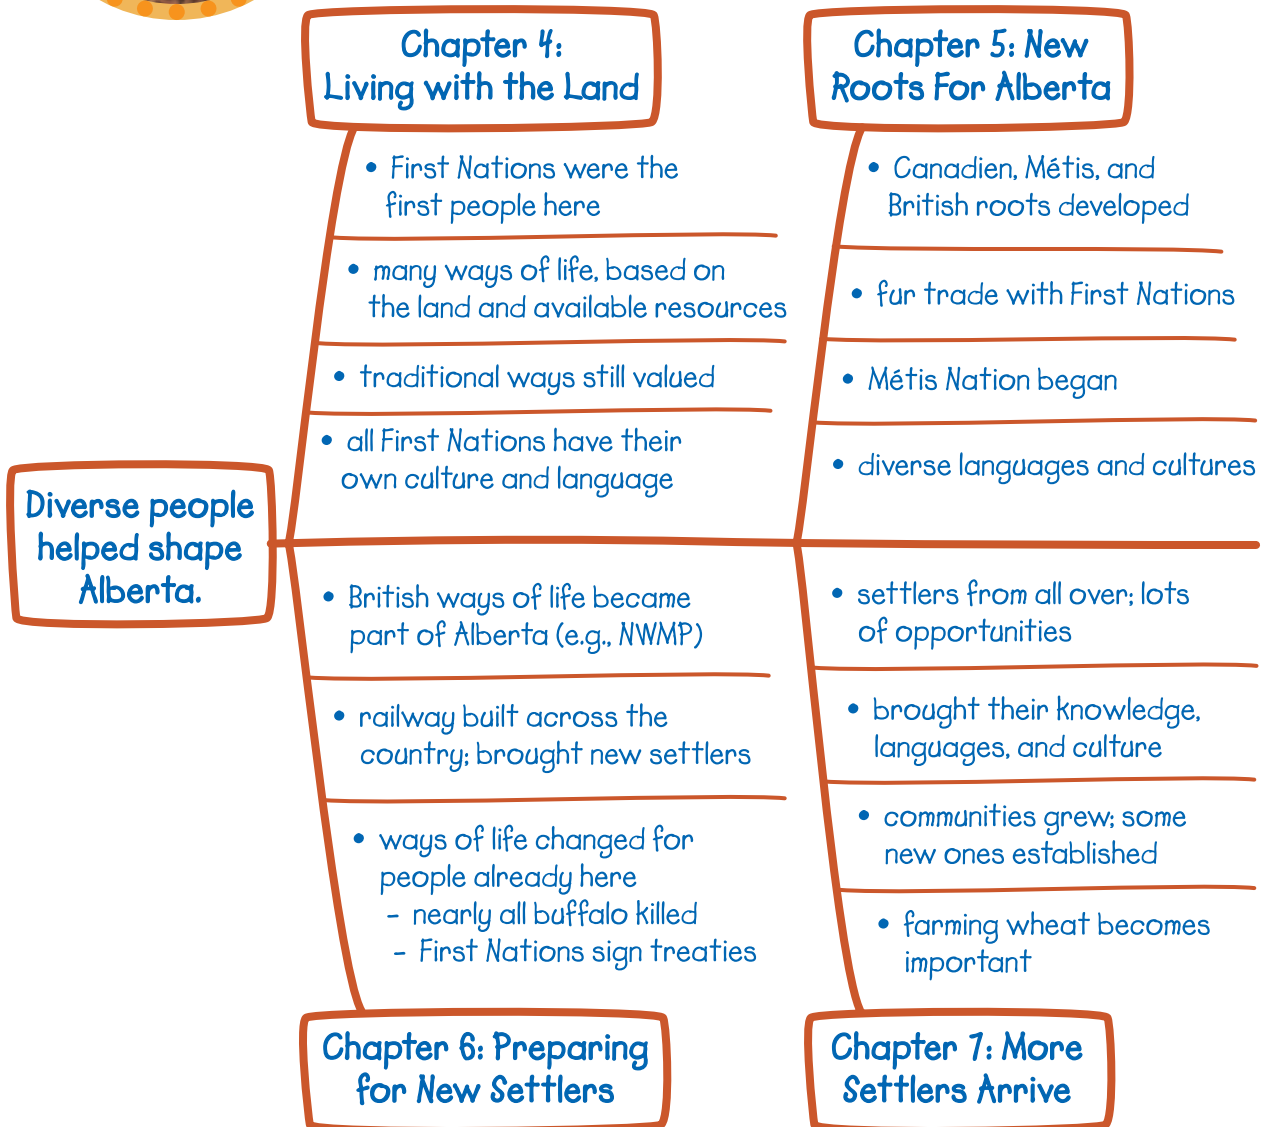 Chapter 4:
Living with the Land
• First Nations were the
first people here
• many ways of life, based on
the land and available resources
• traditional ways still valued
• all First Nations have their
own culture and language
Chapter 5: New
Roots For Alberta
• Canadien, Métis, and
British roots developed
• fur trade with First Nations
• Métis Nation began
• diverse languages and cultures
Diverse people
helped shape
Alberta.
• British ways of life became
part of Alberta (e.g., NWMP)
• railway built across the
country; brought new settlers
• ways of life changed for
people already here
– nearly all buffalo killed
– First Nations sign treaties
Chapter 6: Preparing
for New Settlers
• settlers from all over; lots
of opportunities
• brought their knowledge,
languages, and culture
• communities grew; some
new ones established
• farming wheat becomes
important
Chapter 7: More
Settlers Arrive